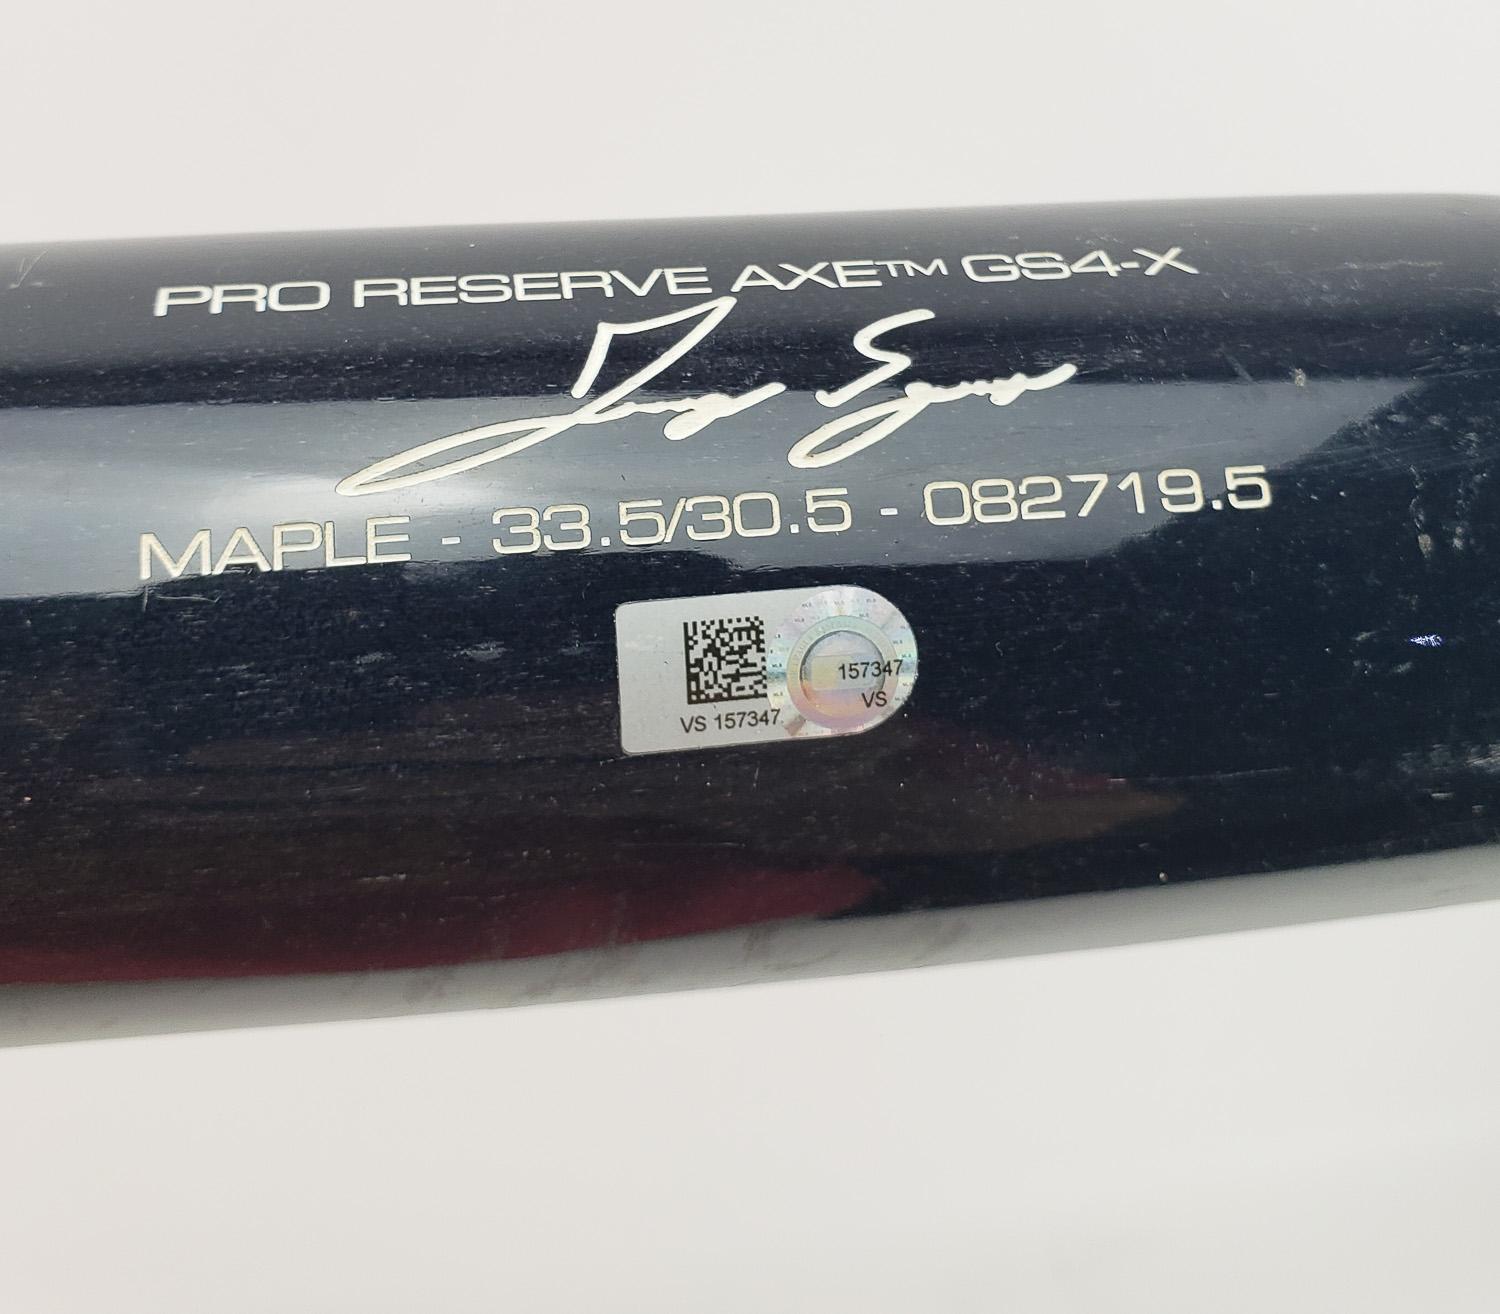 PRO RESERVE AXE™ GS4-X
MAPLE - 33.5/30.5 - 082719.5
157347
VS
VS 157347